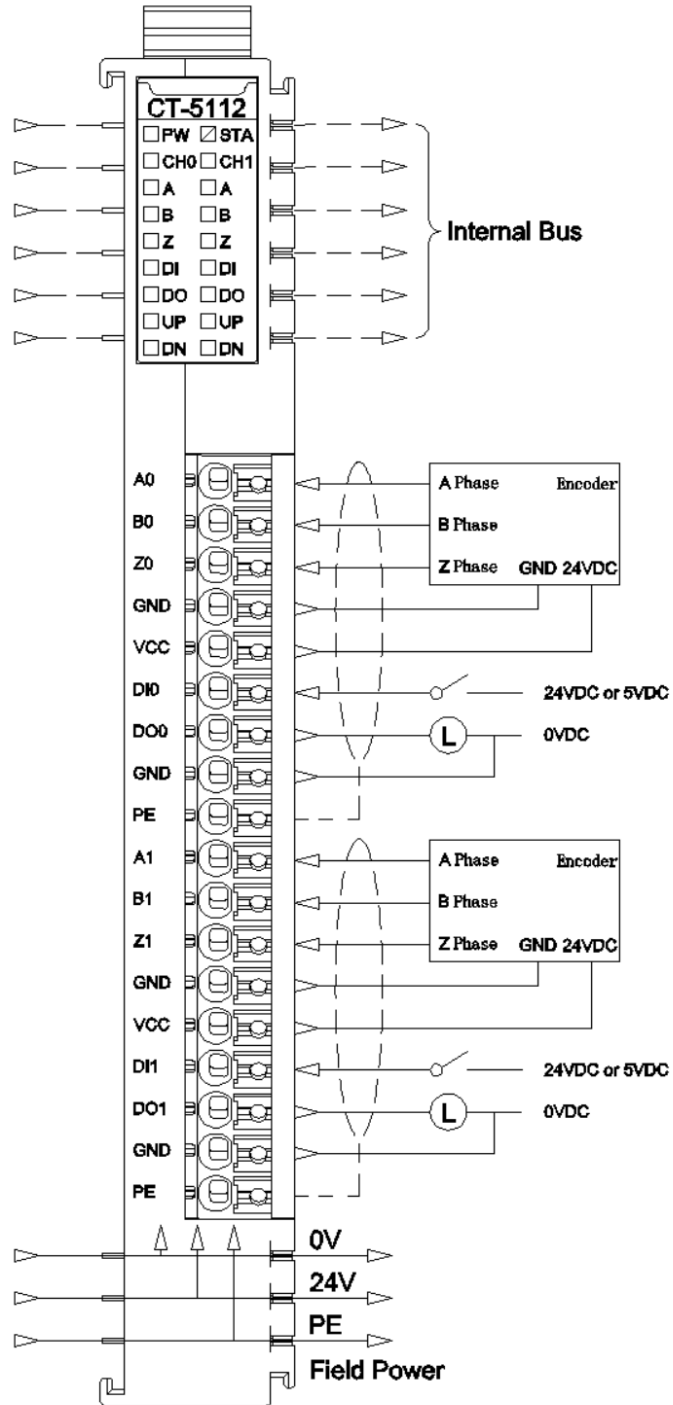 CT-5112
PW STA
CH0 CH1
A A
B B
Z Z
DI DI
DO DO
UP UP
DN DN
Internal Bus
A0
B0
Z0
GND
VCC
DI0
DO0
GND
PE
A Phase Encoder
B Phase
Z Phase GND 24VDC
24VDC or 5VDC
L 0VDC
A1
B1
Z1
GND
VCC
DI1
DO1
GND
PE
A Phase Encoder
B Phase
Z Phase GND 24VDC
24VDC or 5VDC
L 0VDC
0V
24V
PE
Field Power